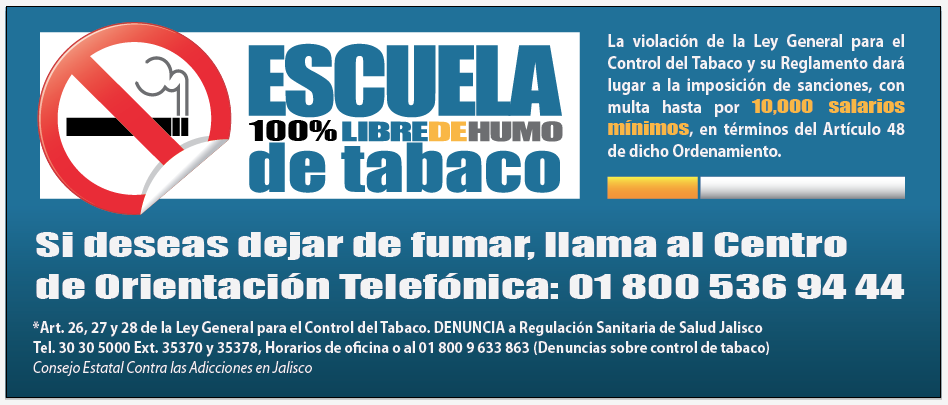 ESCUELA
100% LIBREDEHUMO
de tabaco
La violación de la Ley General para el
Control del Tabaco y su Reglamento dará
lugar a la imposición de sanciones, con
multa hasta por 10,000 salarios
mínimos, en términos del Artículo 48
de dicho Ordenamiento.
Si deseas dejar de fumar, llama al Centro
de Orientación Telefónica: 01 800 536 94 44
*Art. 26, 27 y 28 de la Ley General para el Control del Tabaco. DENUNCIA a Regulación Sanitaria de Salud Jalisco
Tel. 30 30 5000 Ext. 35370 y 35378, Horarios de oficina o al 01 800 9 633 863 (Denuncias sobre control de tabaco)
Consejo Estatal Contra las Adicciones en Jalisco